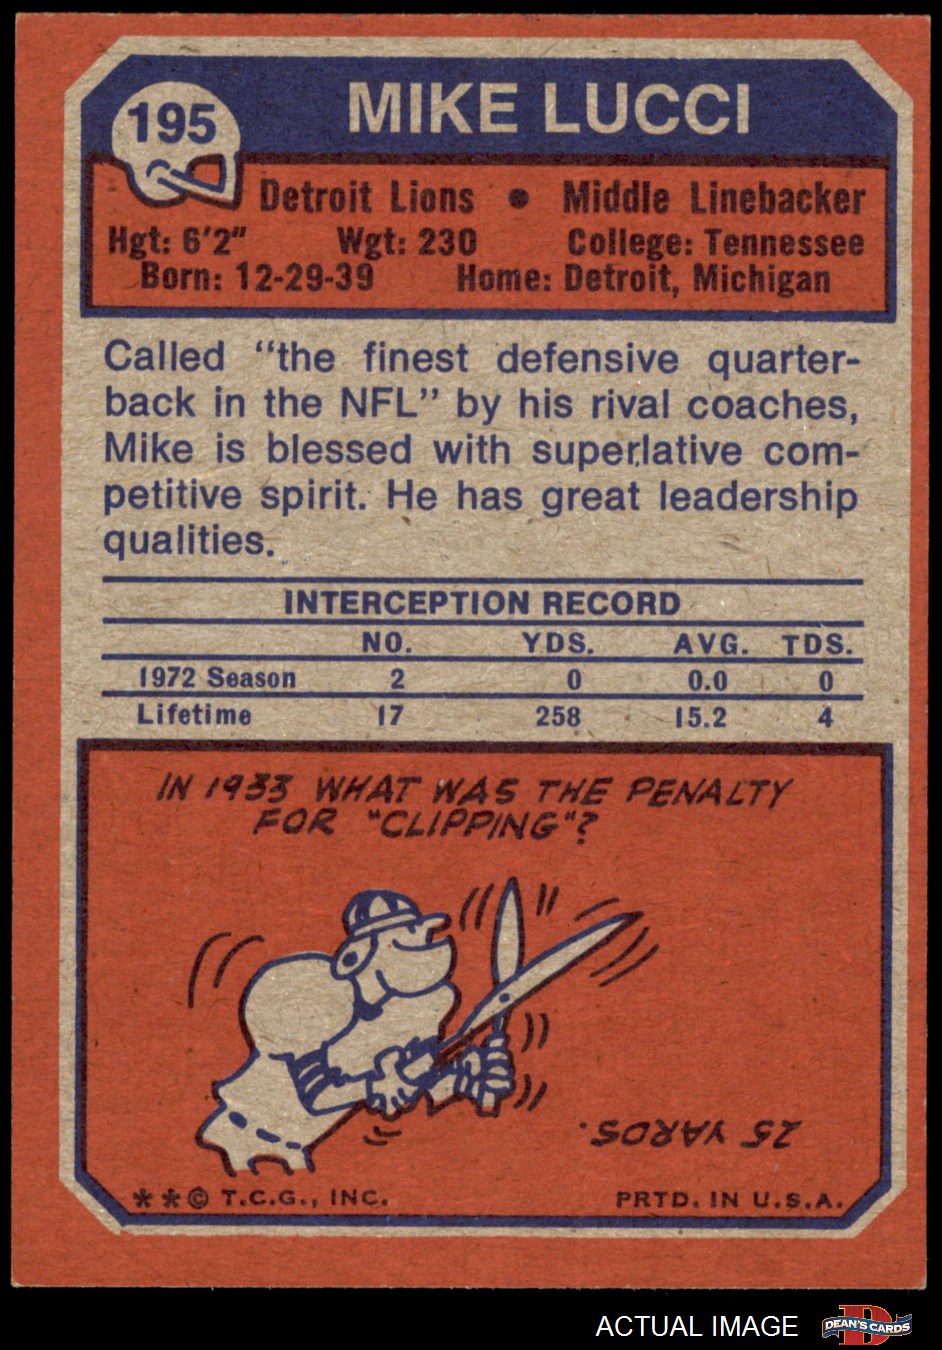 195
MIKE LUCCI
Detroit Lions • Middle Linebacker
Hgt: 6'2" Wgt: 230 College: Tennessee
Born: 12-29-39 Home: Detroit, Michigan
Called "the finest defensive quarter-
back in the NFL" by his rival coaches,
Mike is blessed with superlative com-
petitive spirit. He has great leadership
qualities.
INTERCEPTION RECORD
NO. YDS. AVG. TDS.
1972 Season 2 0 0.0 0
Lifetime 17 258 15.2 4
IN 1933 WHAT WAS THE PENALTY
FOR "CLIPPING"?
25 YARDS.
** © T.C.G., INC. PRTD. IN U.S.A.
ACTUAL IMAGE
D
DEAN'S CARDS